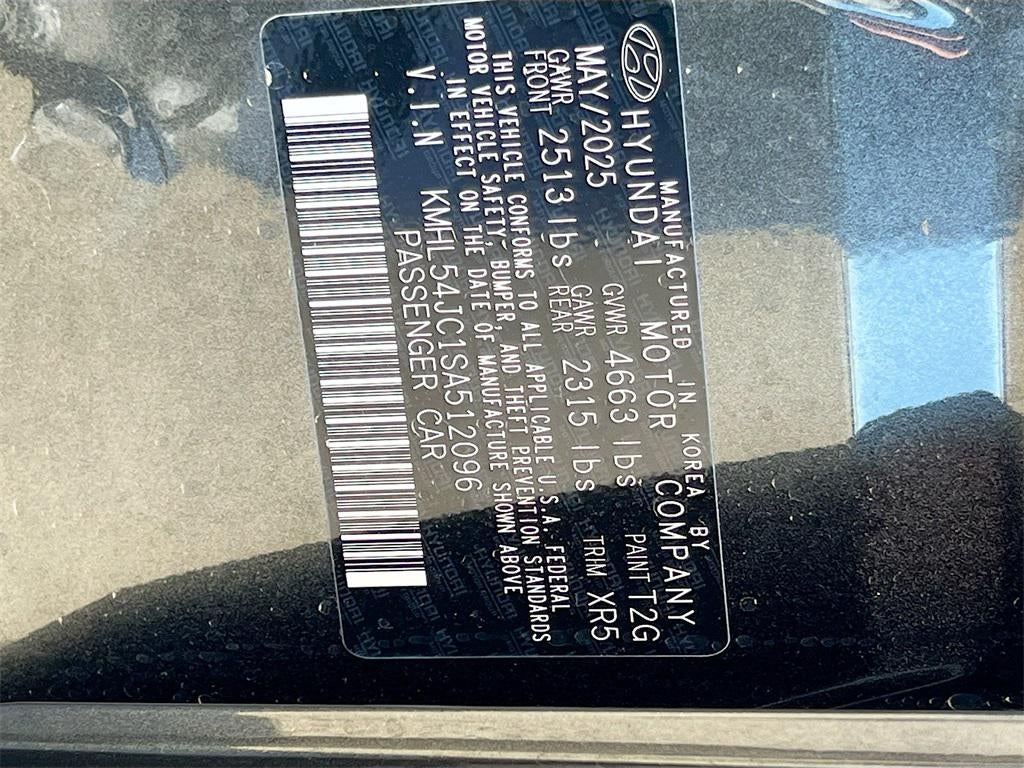 MANUFACTURED IN KOREA BY
HYUNDAI MOTOR COMPANY
MAY/2025 GVWR 4663 lbs PAINT T2G
GAWR FRONT 2513 lbs GAWR REAR 2315 lbs TRIM XR5
THIS VEHICLE CONFORMS TO ALL APPLICABLE U.S.A. FEDERAL
MOTOR VEHICLE SAFETY, BUMPER, AND THEFT PREVENTION STANDARDS
IN EFFECT ON THE DATE OF MANUFACTURE SHOWN ABOVE
V.I.N KMHL54JC1SA512096
PASSENGER CAR